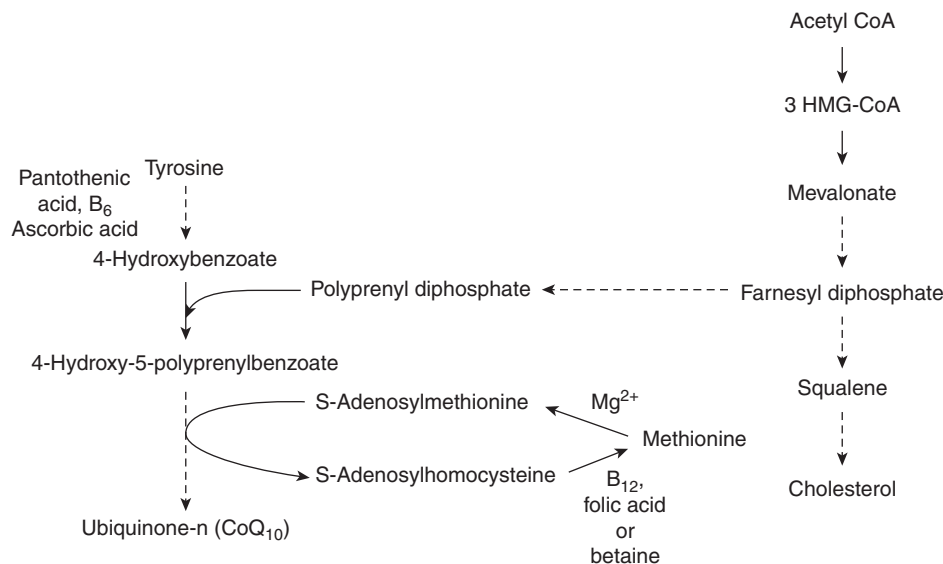 Acetyl CoA
3 HMG-CoA
Mevalonate
Tyrosine
Pantothenic
acid, B₆
Ascorbic acid
4-Hydroxybenzoate
Polyprenyl diphosphate
Farnesyl diphosphate
4-Hydroxy-5-polyprenylbenzoate
S-Adenosylmethionine
Mg²⁺
Squalene
Methionine
S-Adenosylhomocysteine
B₁₂,
folic acid
or
betaine
Cholesterol
Ubiquinone-n (CoQ₁₀)